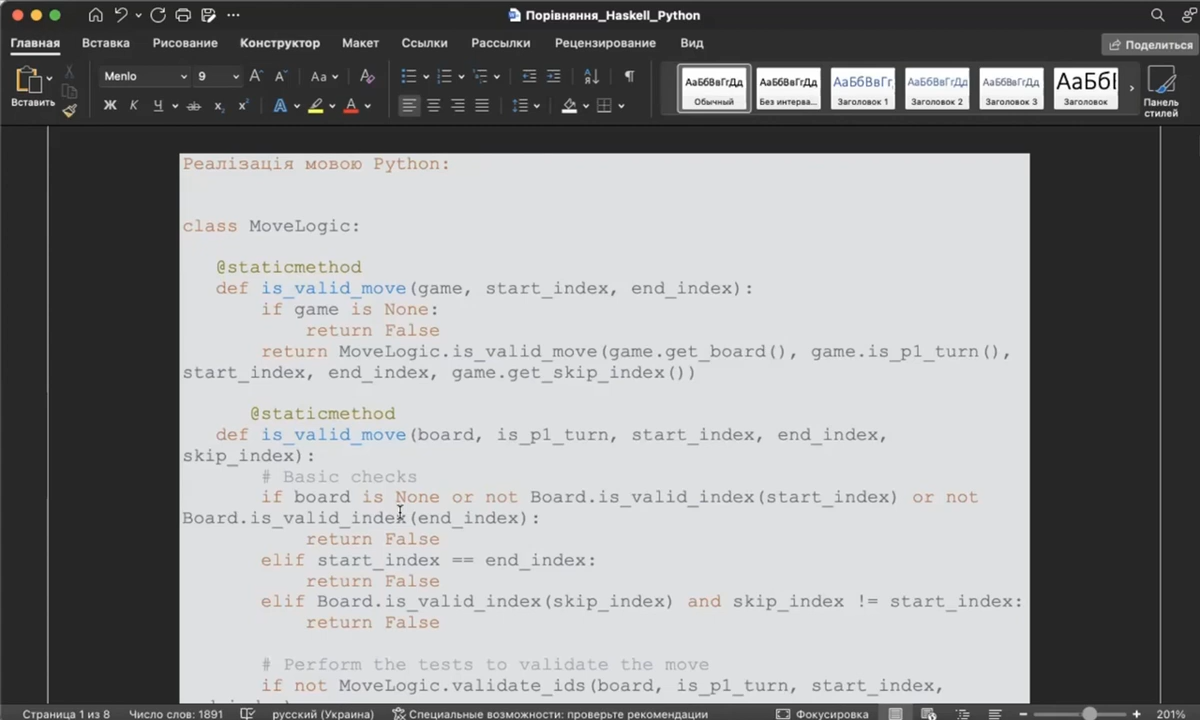 Порівняння_Haskell_Python
Главная Вставка Рисование Конструктор Макет Ссылки Рассылки Рецензирование Вид Поделиться
Вставить Menlo 9 Aa
Ж К Ч ab x x A A
АаБбВвГгДд АаБбВвГгДд АаБбВвГг, АаБбВвГгДд АаБбВвГгДд АаБбІ
Обычный Без интерва... Заголовок 1 Заголовок 2 Заголовок 3 Заголовок
Панель
стилей
Реалізація мовою Python:
class MoveLogic:
@staticmethod
def is_valid_move(game, start_index, end_index):
if game is None:
return False
return MoveLogic.is_valid_move(game.get_board(), game.is_p1_turn(),
start_index, end_index, game.get_skip_index())
@staticmethod
def is_valid_move(board, is_p1_turn, start_index, end_index,
skip_index):
# Basic checks
if board is None or not Board.is_valid_index(start_index) or not
Board.is_valid_index(end_index):
return False
elif start_index == end_index:
return False
elif Board.is_valid_index(skip_index) and skip_index != start_index:
return False
# Perform the tests to validate the move
if not MoveLogic.validate_ids(board, is_p1_turn, start_index,
Страница 1 из 8 Число слов: 1891 русский (Украина) Специальные возможности: проверьте рекомендации Фокусировка 201%